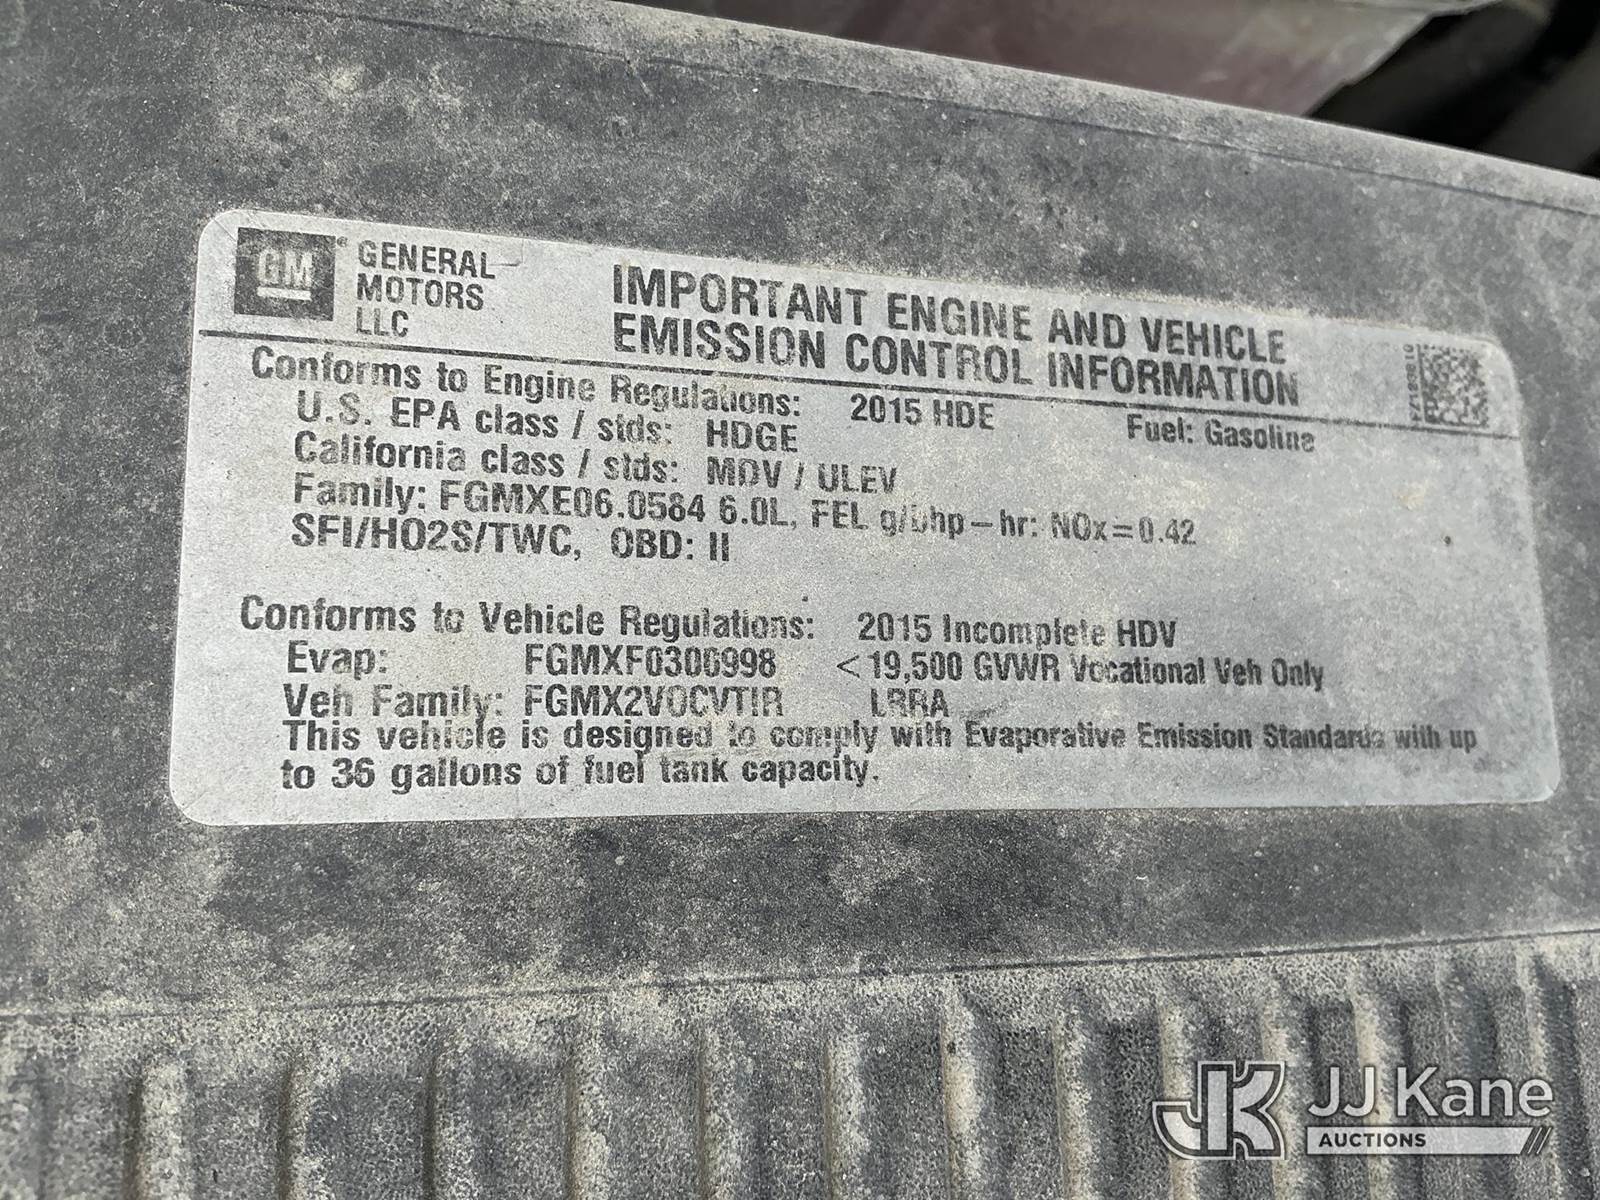 GM GENERAL
MOTORS
LLC
IMPORTANT ENGINE AND VEHICLE
EMISSION CONTROL INFORMATION
Conforms to Engine Regulations: 2015 HDE Fuel: Gasoline
U.S. EPA class / stds: HDGE
California class / stds: MDV / ULEV
Family: FGMXE06.0584 6.0L, FEL g/bhp-hr: NOx=0.42
SFI/HO2S/TWC, OBD: II
Conforms to Vehicle Regulations: 2015 Incomplete HDV
Evap: FGMXF0306998 <19,500 GVWR Vocational Veh Only
Veh Family: FGMX2VOCVTIR LRRA
This vehicle is designed to comply with Evaporative Emission Standards with up
to 36 gallons of fuel tank capacity.
JK JJ Kane
AUCTIONS